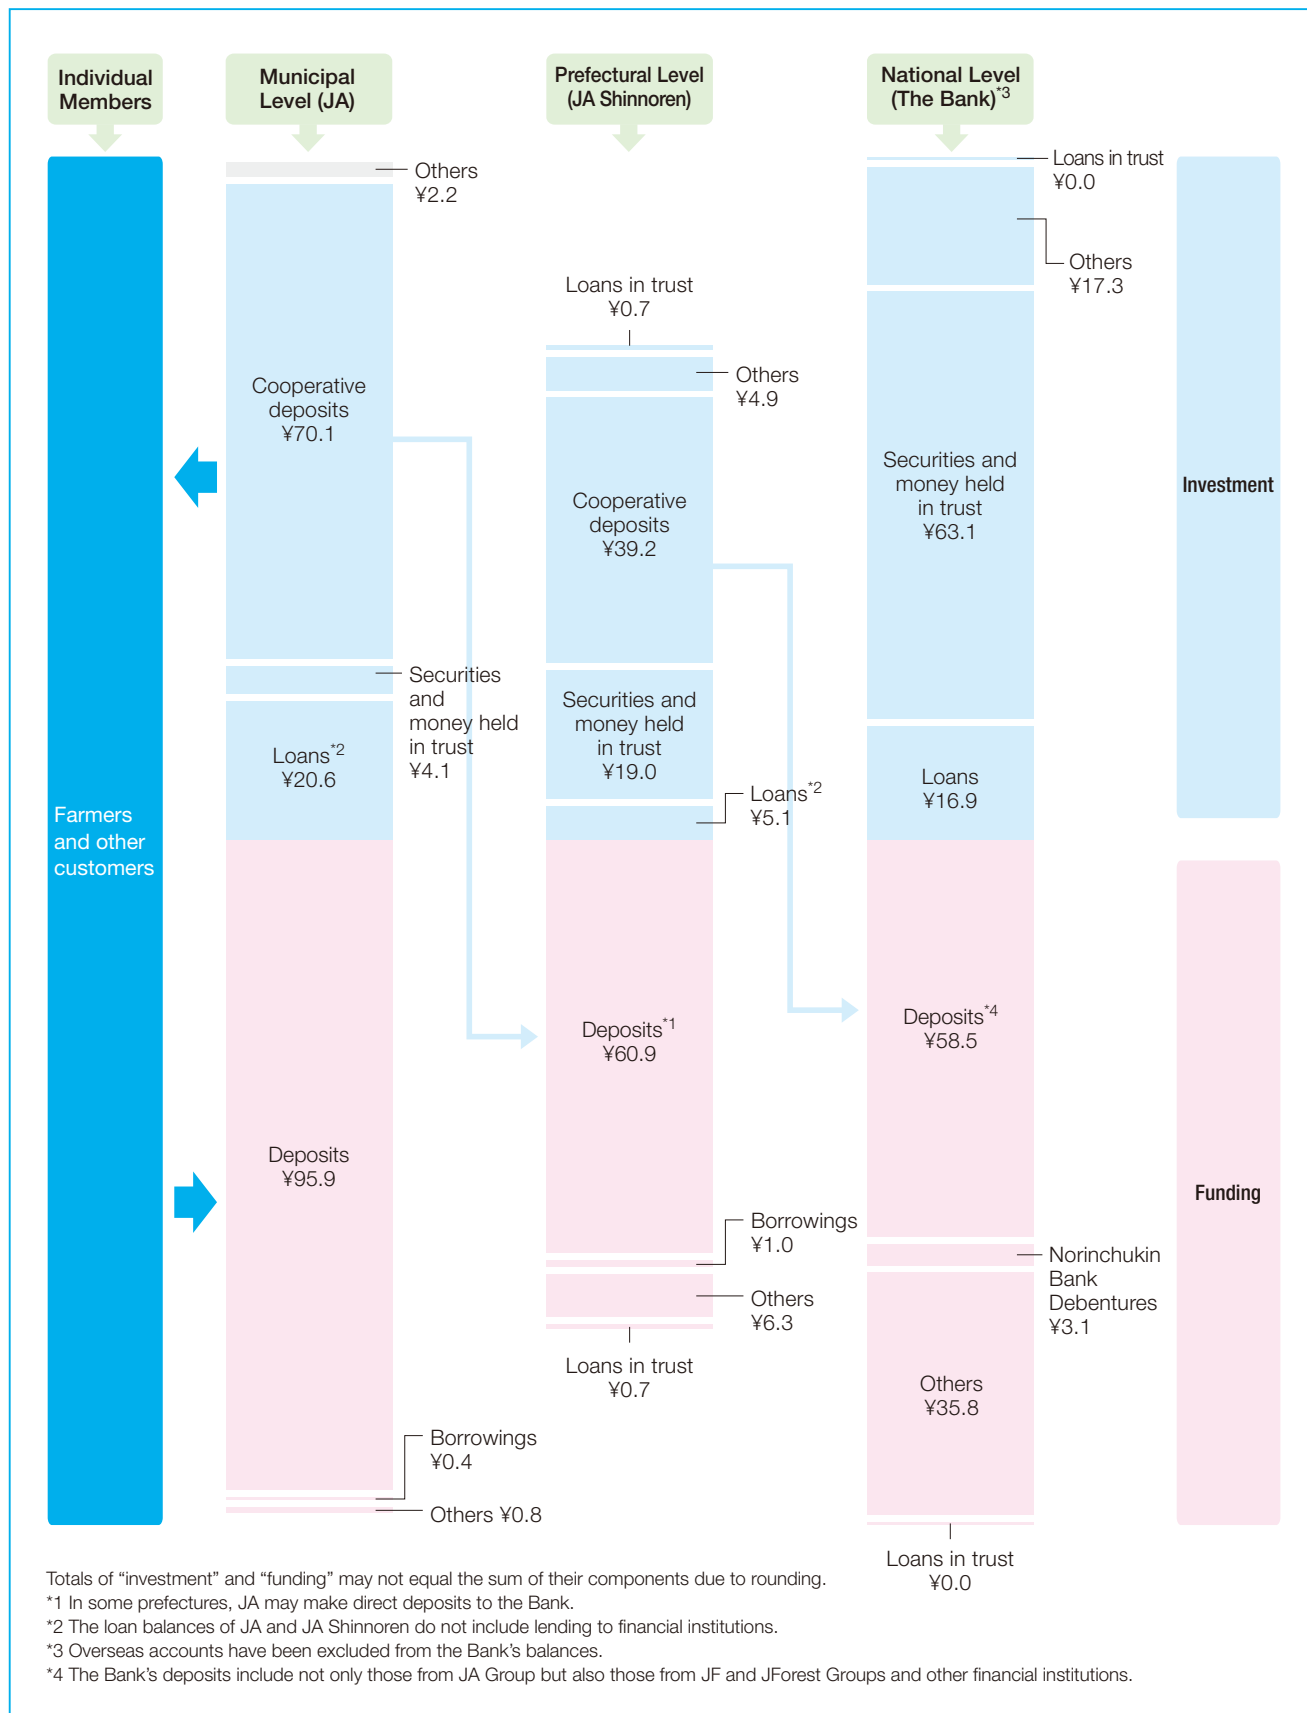 Individual
Members
Municipal
Level (JA)
Prefectural Level
(JA Shinnoren)
National Level
(The Bank)*3
Farmers
and other
customers
Others
¥2.2
Cooperative
deposits
¥70.1
Securities
and
money held
in trust
¥4.1
Loans*2
¥20.6
Deposits
¥95.9
Borrowings
¥0.4
Others ¥0.8
Loans in trust
¥0.7
Others
¥4.9
Cooperative
deposits
¥39.2
Securities and
money held
in trust
¥19.0
Loans*2
¥5.1
Deposits*1
¥60.9
Borrowings
¥1.0
Others
¥6.3
Loans in trust
¥0.7
Loans in trust
¥0.0
Others
¥17.3
Securities and
money held
in trust
¥63.1
Loans
¥16.9
Deposits*4
¥58.5
Norinchukin
Bank
Debentures
¥3.1
Others
¥35.8
Loans in trust
¥0.0
Investment
Funding
Totals of “investment” and “funding” may not equal the sum of their components due to rounding.
*1 In some prefectures, JA may make direct deposits to the Bank.
*2 The loan balances of JA and JA Shinnoren do not include lending to financial institutions.
*3 Overseas accounts have been excluded from the Bank’s balances.
*4 The Bank’s deposits include not only those from JA Group but also those from JF and JForest Groups and other financial institutions.